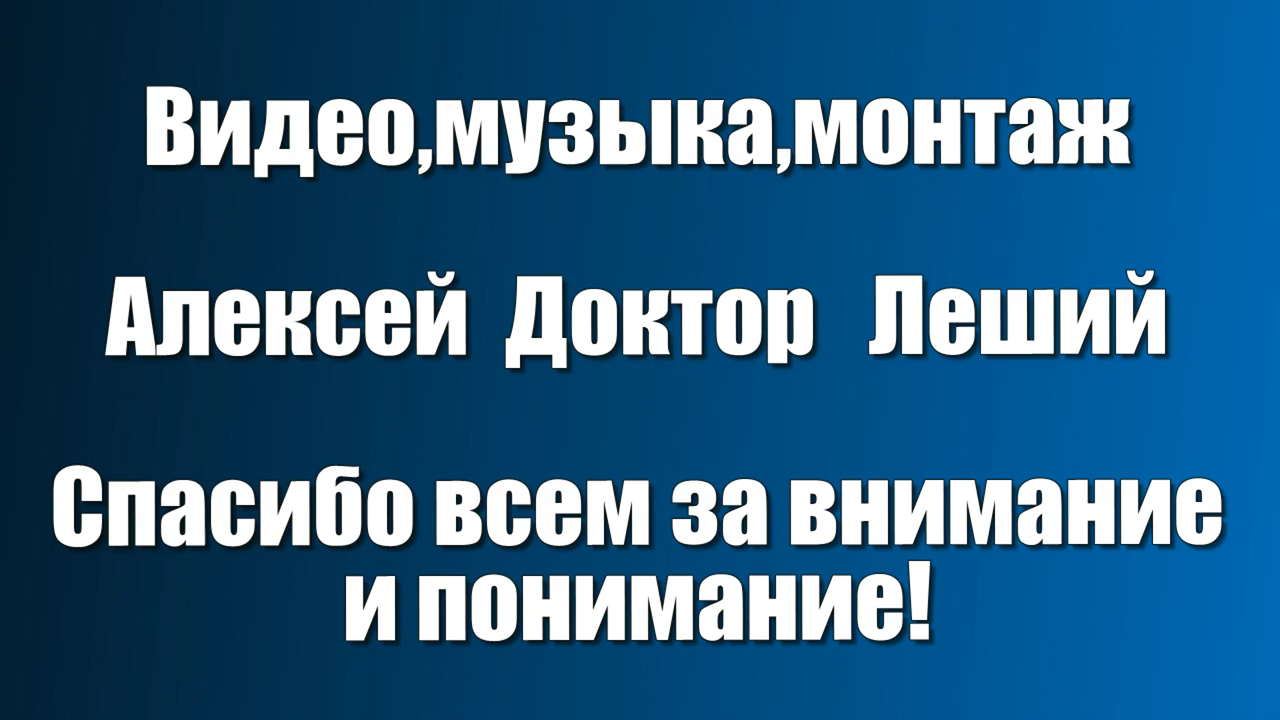 Видео,музыка,монтаж
Алексей Доктор Леший
Спасибо всем за внимание
и понимание!